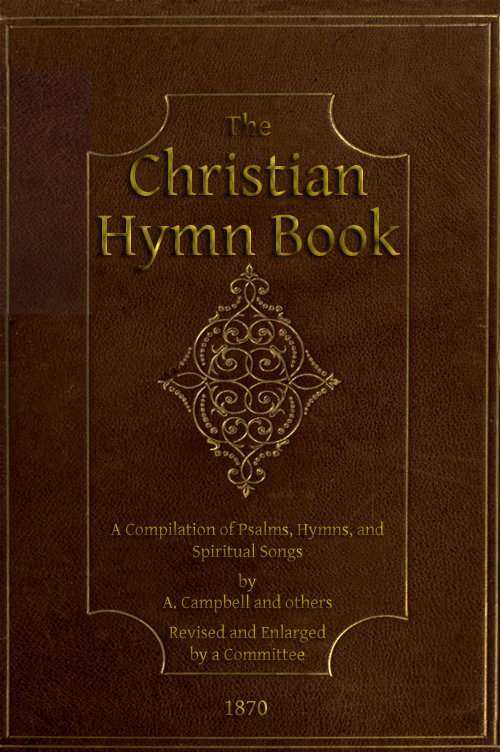 The
Christian
Hymn Book
A Compilation of Psalms, Hymns, and
Spiritual Songs
by
A. Campbell and others
Revised and Enlarged
by a Committee
1870